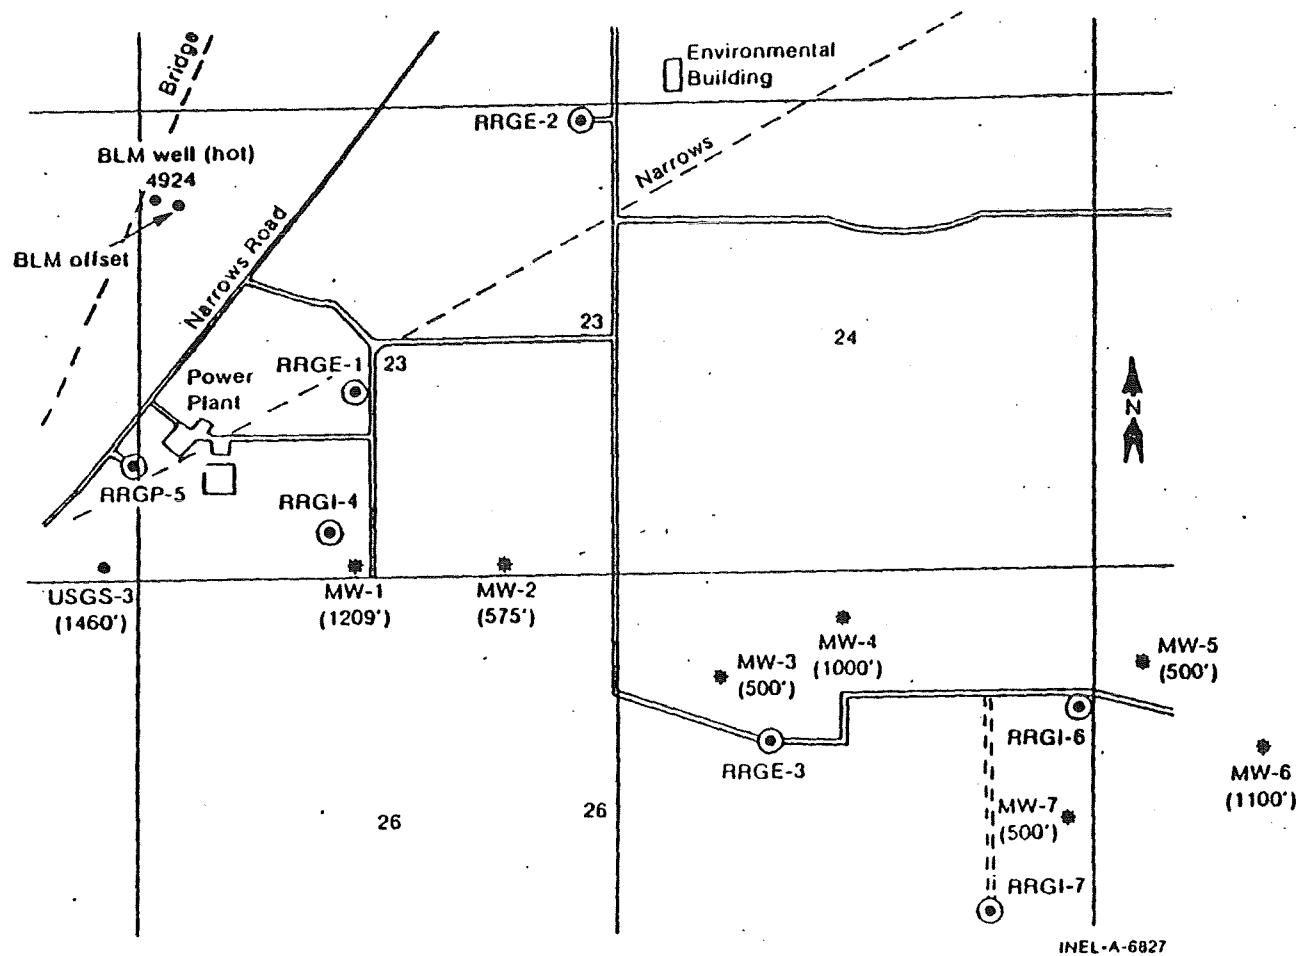 Bridge
Environmental
Building
RRGE-2
BLM well (hot)
4924
Narrows
BLM offset
Narrows Road
23
24
RRGE-1
23
Power
Plant
N
RRGP-5
RRGI-4
USGS-3
(1460')
MW-1
(1209')
MW-2
(575')
MW-4
(1000')
MW-3
(500')
MW-5
(500')
RRGI-6
RRGE-3
MW-6
(1100')
MW-7
(500')
26
26
RRGI-7
INEL-A-6827